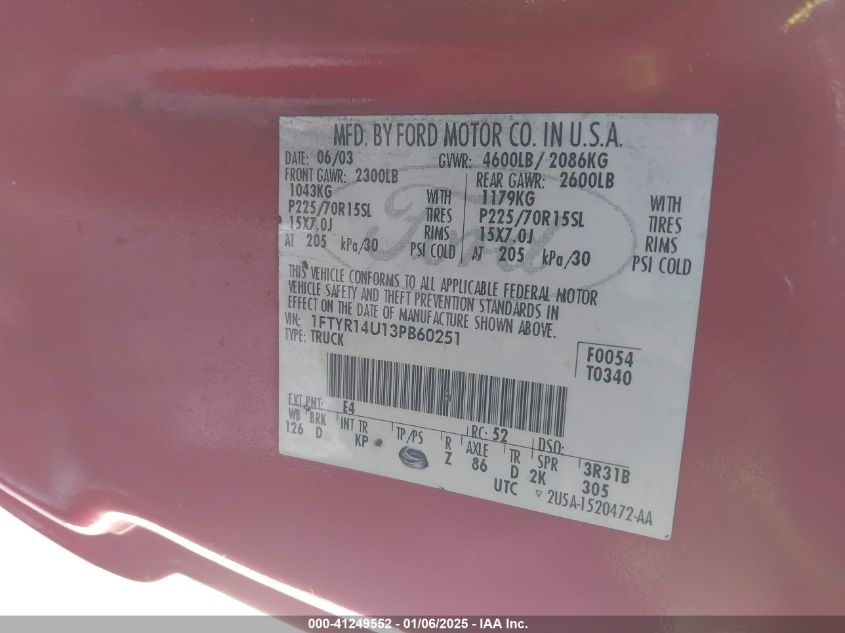 MFD. BY FORD MOTOR CO. IN U.S.A.
DATE: 06/03 GVWR: 4600LB/ 2086KG
FRONT GAWR: 2300LB REAR GAWR: 2600LB
1043KG WITH 1179KG WITH
P225/70R15SL TIRES P225/70R15SL TIRES
15X7.0J RIMS 15X7.0J RIMS
AT 205 kPa/30 PSI COLD AT 205 kPa/30 PSI COLD
Ford
THIS VEHICLE CONFORMS TO ALL APPLICABLE FEDERAL MOTOR
VEHICLE SAFETY AND THEFT PREVENTION STANDARDS IN
EFFECT ON THE DATE OF MANUFACTURE SHOWN ABOVE.
VIN: 1FTYR14U13PB60251
TYPE: TRUCK
F0054
T0340
EXT PNT: E4 RC: 52 DSO:
WB BRK INT TR TP/PS R AXLE TR SPR 3R31B
126 D KP Z 86 D 2K 305
UTC ▿ 2U5A-1520472-AA
000-41249552 - 01/06/2025 - IAA Inc.